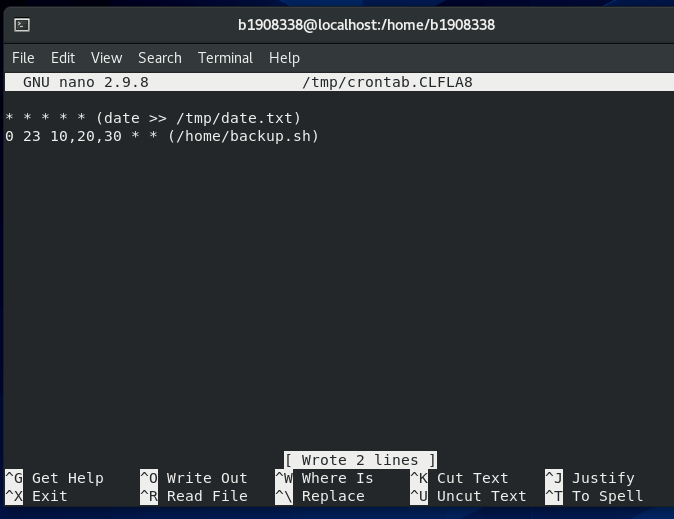 b1908338@localhost:/home/b1908338
File Edit View Search Terminal Help
GNU nano 2.9.8 /tmp/crontab.CLFLA8
* * * * * (date >> /tmp/date.txt)
0 23 10,20,30 * * (/home/backup.sh)
[ Wrote 2 lines ]
^G Get Help ^O Write Out ^W Where Is ^K Cut Text ^J Justify
^X Exit ^R Read File ^\ Replace ^U Uncut Text ^T To Spell